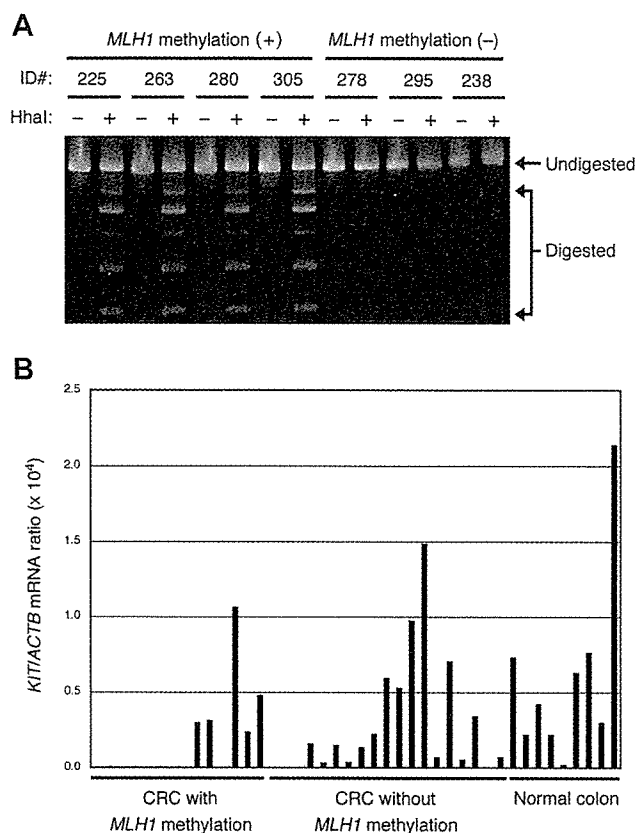 A
MLH1 methylation (+) MLH1 methylation (–)
ID#: 225 263 280 305 278 295 238
HhaI: – + – + – + – + – + – + – +
Undigested
Digested
B
KIT/ACTB mRNA ratio (x 10⁴)
2.5
2.0
1.5
1.0
0.5
0.0
CRC with MLH1 methylation
CRC without MLH1 methylation
Normal colon